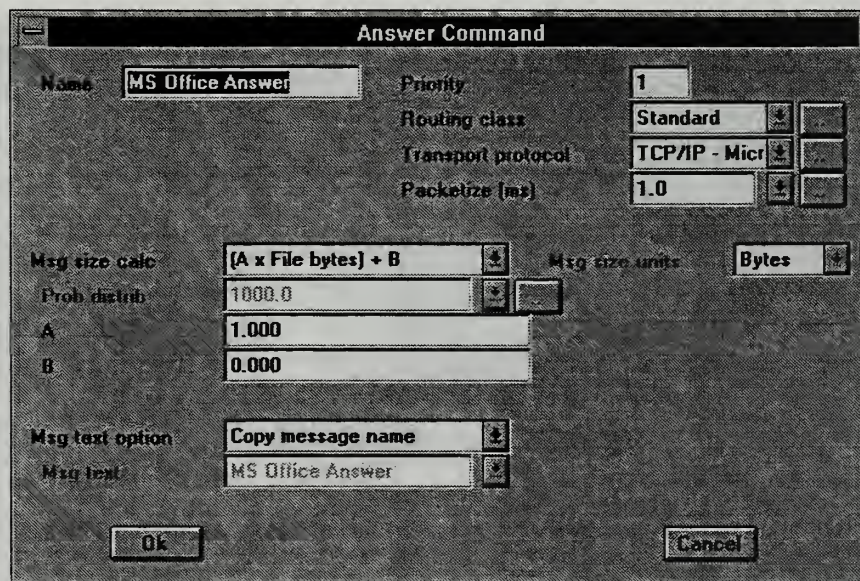 Answer Command
Name MS Office Answer
Priority 1
Routing class Standard ..
Transport protocol TCP/IP - Micr ..
Packetize (ms) 1.0 ..
Msg size calc (A x File bytes) + B
Msg size units Bytes
Prob distrib 1000.0 ..
A 1.000
B 0.000
Msg text option Copy message name
Msg text MS Office Answer
Ok Cancel